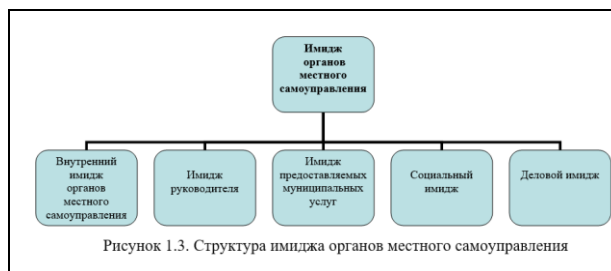 Имидж
органов
местного
самоуправления
Внутренний
имидж
органов
местного
самоуправления
Имидж
руководителя
Имидж
предоставляемых
муниципальных
услуг
Социальный
имидж
Деловой имидж
Рисунок 1.3. Структура имиджа органов местного самоуправления